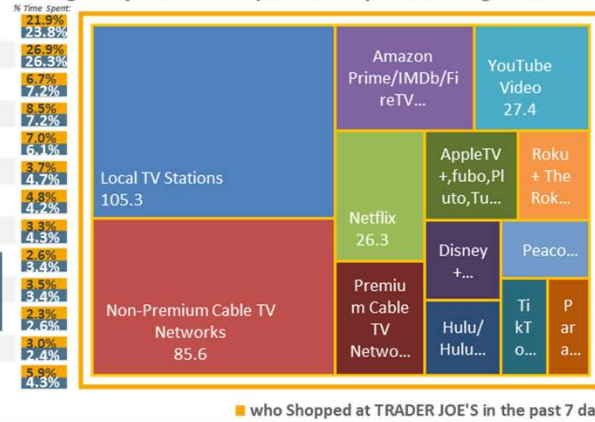 % Time Spent:
21.9%
23.8%
26.9%
26.3%
6.7%
7.2%
8.5%
7.2%
7.0%
6.1%
3.7%
4.7%
4.8%
4.2%
3.3%
4.3%
2.6%
3.4%
3.5%
3.4%
2.3%
2.6%
3.0%
2.4%
5.9%
4.3%
Local TV Stations
105.3
Non-Premium Cable TV
Networks
85.6
Amazon
Prime/IMDb/Fi
reTV...
YouTube
Video
27.4
Netflix
26.3
AppleTV
+,fubo,Pl
uto,Tu...
Roku
+ The
Rok...
Premiu
m Cable
TV
Netwo...
Disney
+...
Peaco...
Hulu/
Hulu...
Ti
kT
o...
P
ar
a...
who Shopped at TRADER JOE'S in the past 7 da